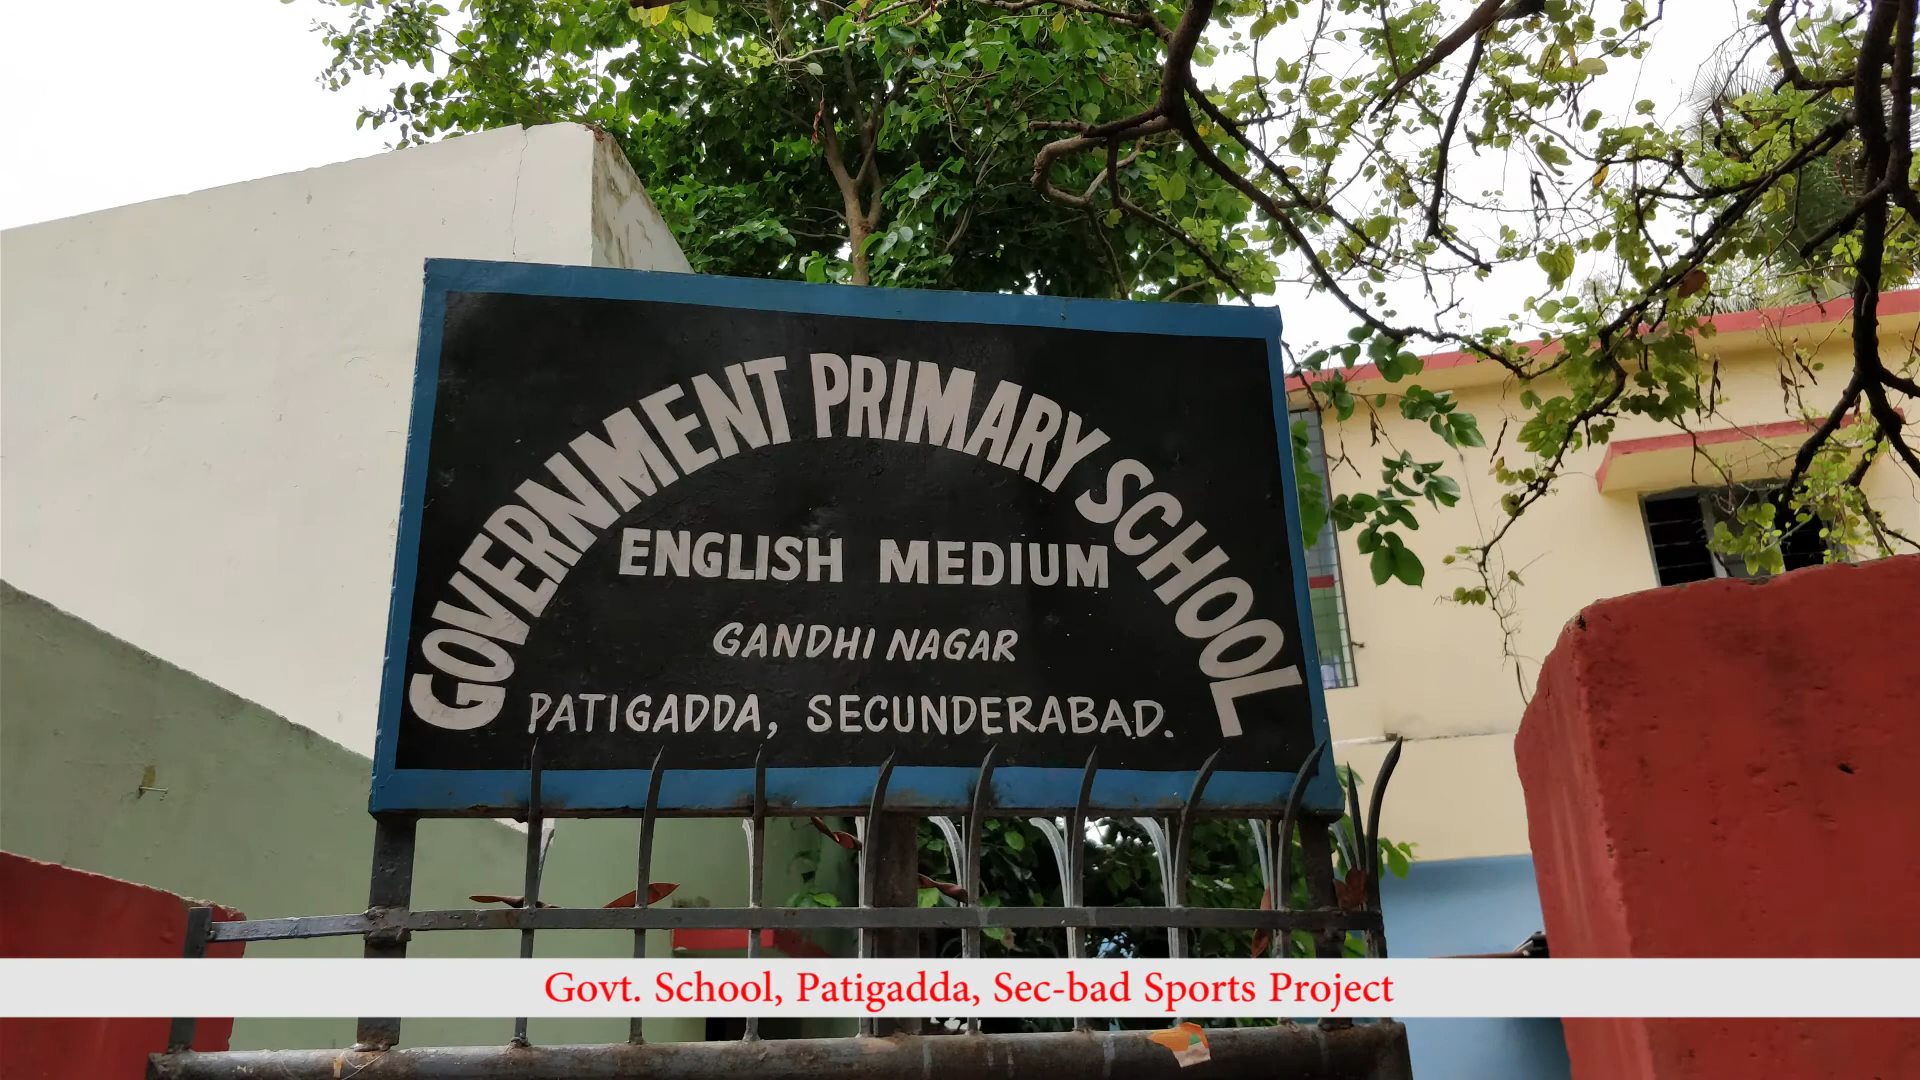 GOVERNMENT PRIMARY SCHOOL
ENGLISH MEDIUM
GANDHI NAGAR
PATIGADDA, SECUNDERABAD.
Govt. School, Patigadda, Sec-bad Sports Project